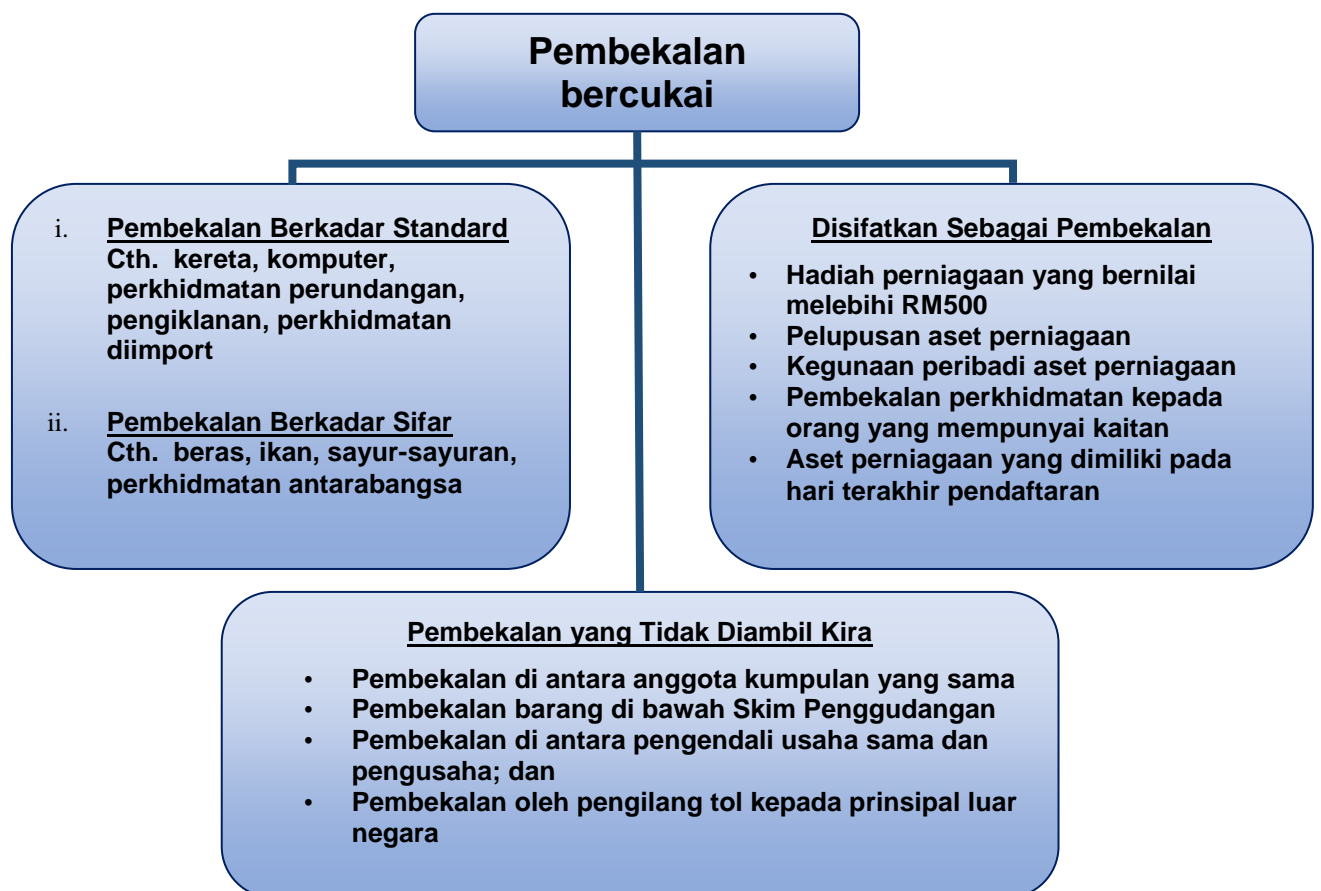 Pembekalan
bercukai
i. Pembekalan Berkadar Standard
Cth. kereta, komputer,
perkhidmatan perundangan,
pengiklanan, perkhidmatan
diimport
ii. Pembekalan Berkadar Sifar
Cth. beras, ikan, sayur-sayuran,
perkhidmatan antarabangsa
Disifatkan Sebagai Pembekalan
• Hadiah perniagaan yang bernilai
melebihi RM500
• Pelupusan aset perniagaan
• Kegunaan peribadi aset perniagaan
• Pembekalan perkhidmatan kepada
orang yang mempunyai kaitan
• Aset perniagaan yang dimiliki pada
hari terakhir pendaftaran
Pembekalan yang Tidak Diambil Kira
• Pembekalan di antara anggota kumpulan yang sama
• Pembekalan barang di bawah Skim Penggudangan
• Pembekalan di antara pengendali usaha sama dan
pengusaha; dan
• Pembekalan oleh pengilang tol kepada prinsipal luar
negara